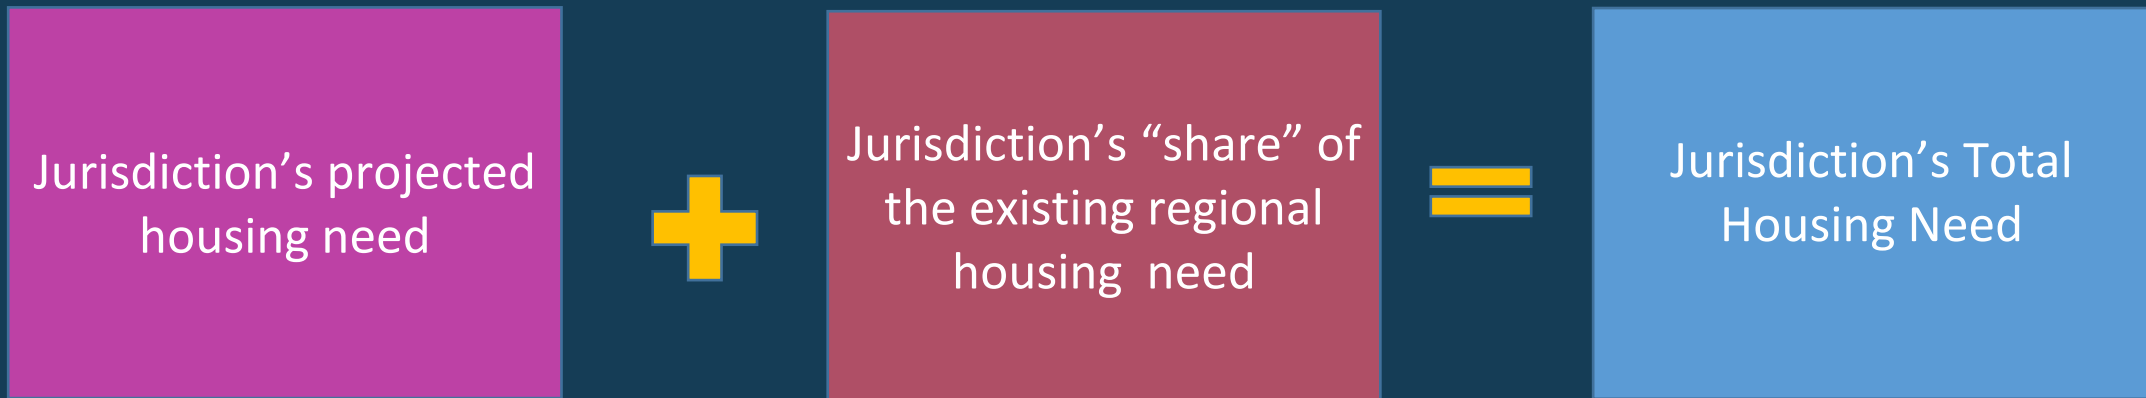 Jurisdiction’s projected
housing need
Jurisdiction’s “share” of
the existing regional
housing  need
Jurisdiction’s Total
Housing Need